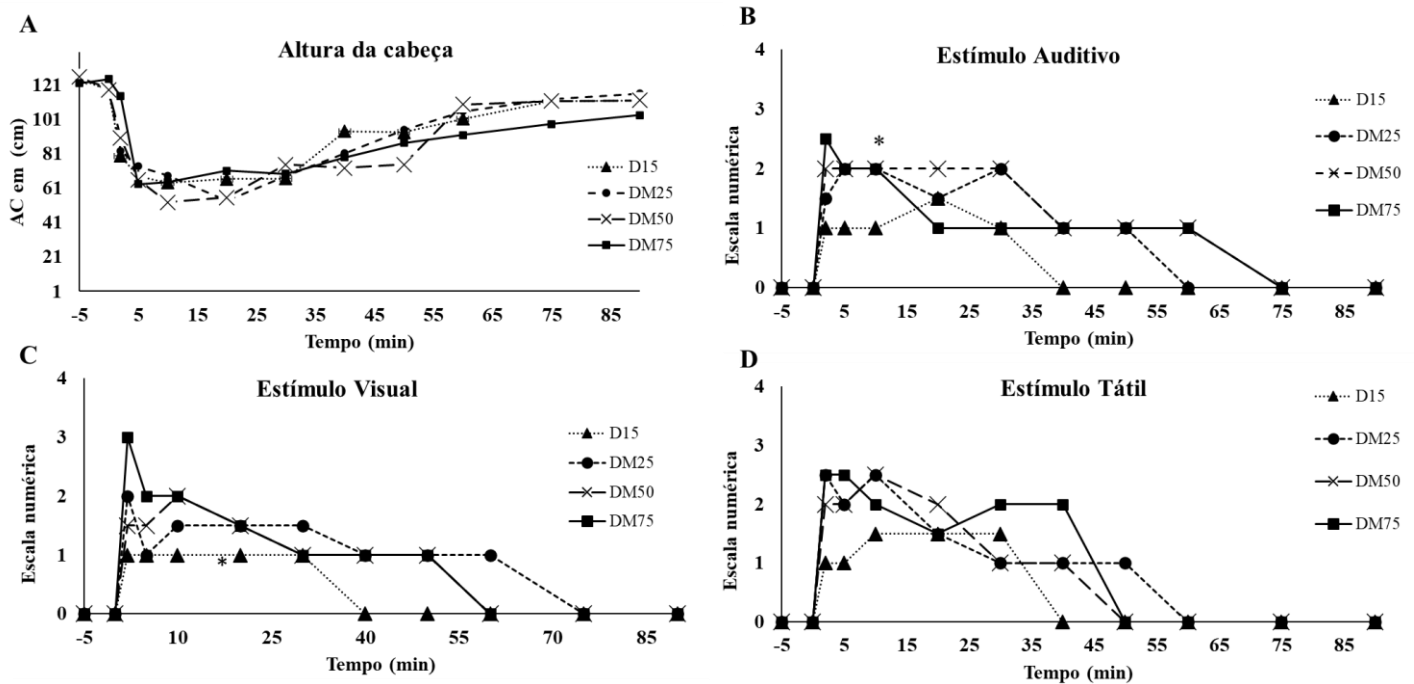 A
Altura da cabeça
AC em (cm)
121
101
81
61
41
21
1
-5 5 15 25 35 45 55 65 75 85
Tempo (min)
D15
DM25
DM50
DM75
B
Estímulo Auditivo
Escala numérica
4
3
2
1
0
*
-5 5 15 25 35 45 55 65 75 85
Tempo (min)
D15
DM25
DM50
DM75
C
Estímulo Visual
Escala numérica
4
3
2
1
0
*
-5 10 25 40 55 70 85
Tempo (min)
D15
DM25
DM50
DM75
D
Estímulo Tátil
Escala numérica
4
3
2
1
0
-5 5 15 25 35 45 55 65 75 85
Tempo (min)
D15
DM25
DM50
DM75